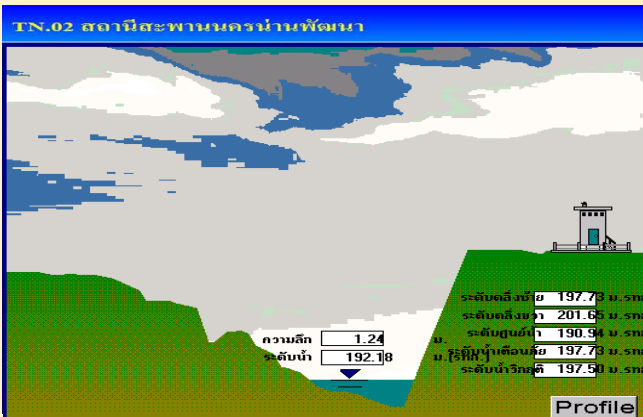 TN.02 สถานีสะพานนครน่านพัฒนา
ระดับตลิ่งซ้าย 197.73 ม.รทก
ระดับตลิ่งขวา 201.65 ม.รทก
ความลึก 1.24 ม.
ระดับศูนย์น้ำ 190.94 ม.รทก
ระดับน้ำ 192.18 ม.[รทก.]
ระดับน้ำเตือนภัย 197.73 ม.รทก
ระดับน้ำวิกฤติ 197.50 ม.รทก
Profile